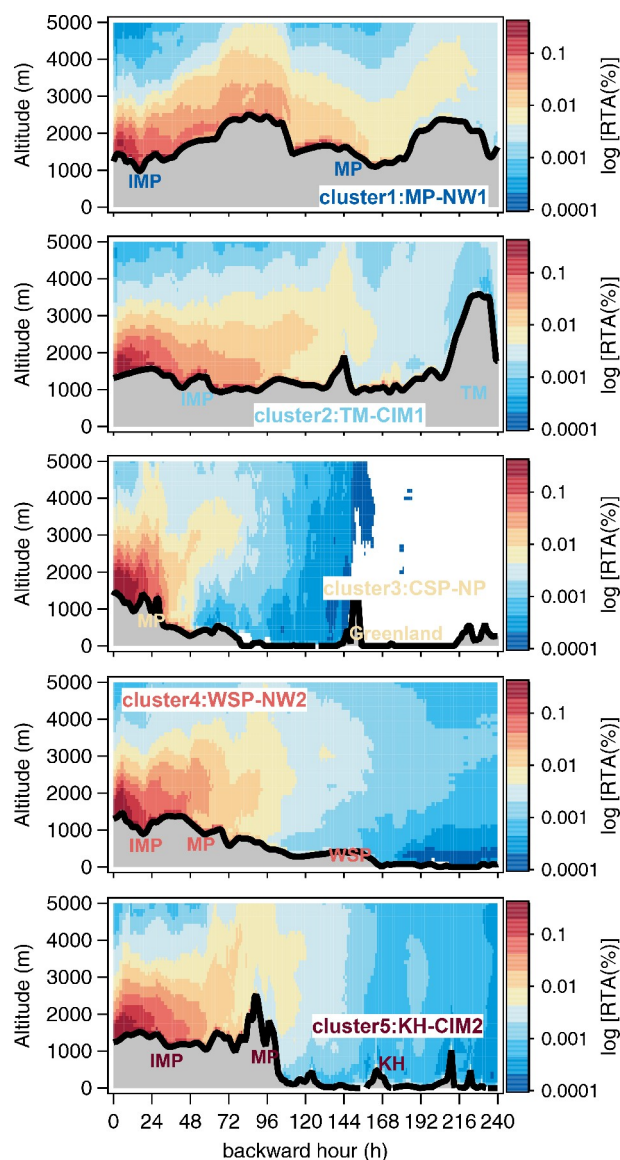 5000
4000
3000
2000
1000
0
Altitude (m)
IMP
MP
cluster1:MP-NW1
0.1
0.01
0.001
0.0001
log [RTA(%)]
5000
4000
3000
2000
1000
0
Altitude (m)
IMP
TM
cluster2:TM-CIM1
0.1
0.01
0.001
0.0001
log [RTA(%)]
5000
4000
3000
2000
1000
0
Altitude (m)
cluster3:CSP-NP
MP
Greenland
0.1
0.01
0.001
0.0001
log [RTA(%)]
5000
4000
3000
2000
1000
0
Altitude (m)
cluster4:WSP-NW2
IMP
MP
WSP
0.1
0.01
0.001
0.0001
log [RTA(%)]
5000
4000
3000
2000
1000
0
Altitude (m)
cluster5:KH-CIM2
IMP
MP
KH
0.1
0.01
0.001
0.0001
log [RTA(%)]
0 24 48 72 96 120 144 168 192 216 240
backward hour (h)